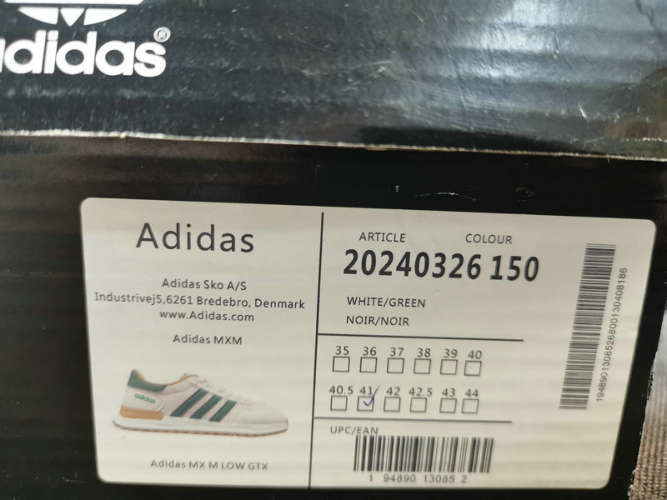 adidas®
Adidas
Adidas Sko A/S
Industrivej5,6261 Bredebro, Denmark
www.Adidas.com
Adidas MXM
adidas
Adidas MX M LOW GTX
ARTICLE COLOUR
20240326 150
WHITE/GREEN
NOIR/NOIR
35 36 37 38 39 40
40.5 41 42 42.5 43 44
UPC/EAN
1 94890 13085 2
1948901308526600130408186